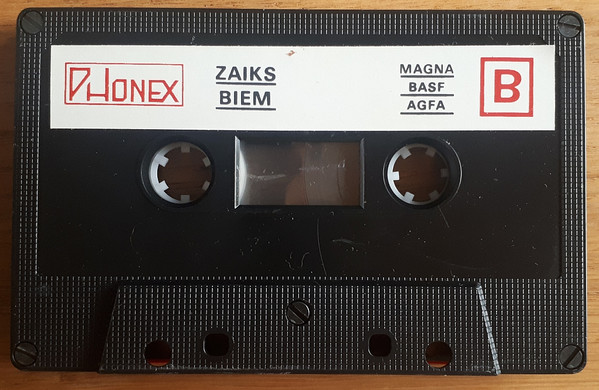 PHONEX
ZAIKS
BIEM
MAGNA
BASF
AGFA
B